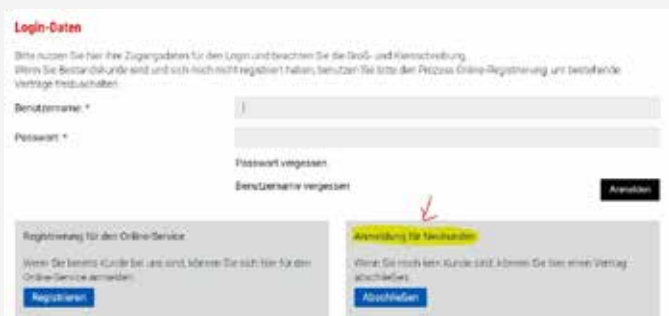 Login-Daten
Bitte nutzen Sie hier Ihre Zugangsdaten für den Login und beachten Sie die Groß- und Kleinschreibung.
Wenn Sie Bestandskunde sind und sich noch nicht registriert haben, benutzen Sie bitte den Prozess Online-Registrierung, um bestehende
Verträge freizuschalten.
Benutzername *
Passwort *
Passwort vergessen
Benutzername vergessen
Anmelden
Registrierung für den Online-Service
Wenn Sie bereits Kunde bei uns sind, können Sie sich hier für den
Online-Service anmelden.
Registrieren
Anmeldung für Neukunden
Wenn Sie noch kein Kunde sind, können Sie hier einen Vertrag
abschließen.
Abschließen